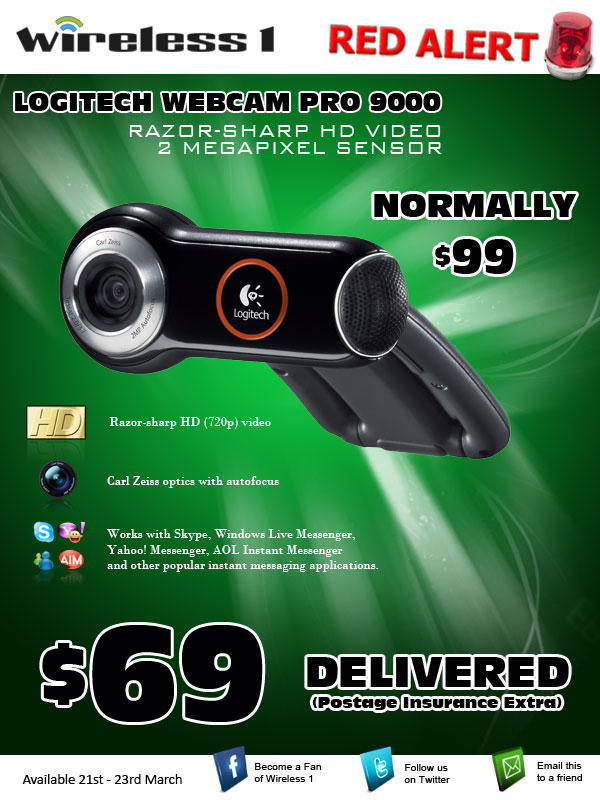 wireless 1
RED ALERT
LOGITECH WEBCAM PRO 9000
RAZOR-SHARP HD VIDEO
2 MEGAPIXEL SENSOR
NORMALLY
$99
Carl Zeiss
2MP Autofocus
Logitech
HD
Razor-sharp HD (720p) video
Carl Zeiss optics with autofocus
Works with Skype, Windows Live Messenger,
Yahoo! Messenger, AOL Instant Messenger
and other popular instant messaging applications.
S
Y!
AIM
$69
DELIVERED
(Postage Insurance Extra)
Available 21st - 23rd March
f
Become a Fan
of Wireless 1
t
Follow us
on Twitter
Email this
to a friend